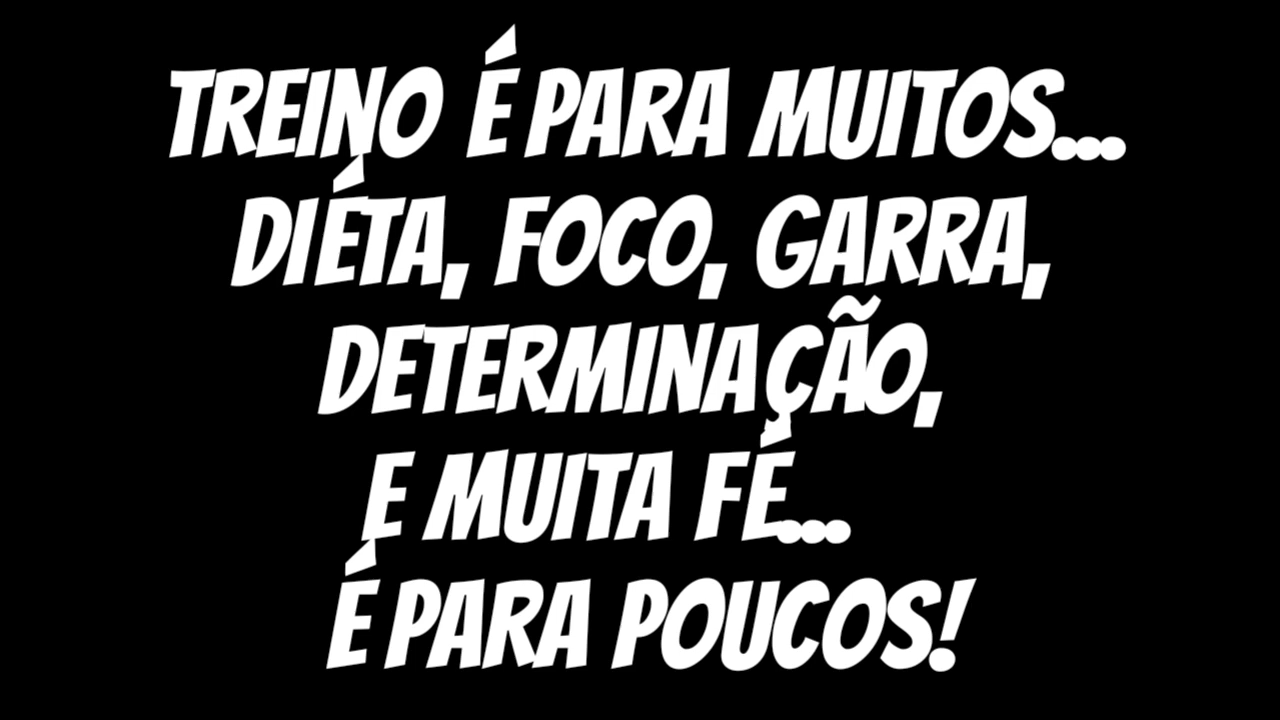 TREINO É PARA MUITOS...
DIÉTA, FOCO, GARRA,
DETERMINAÇÃO,
E MUITA FÉ...
É PARA POUCOS!